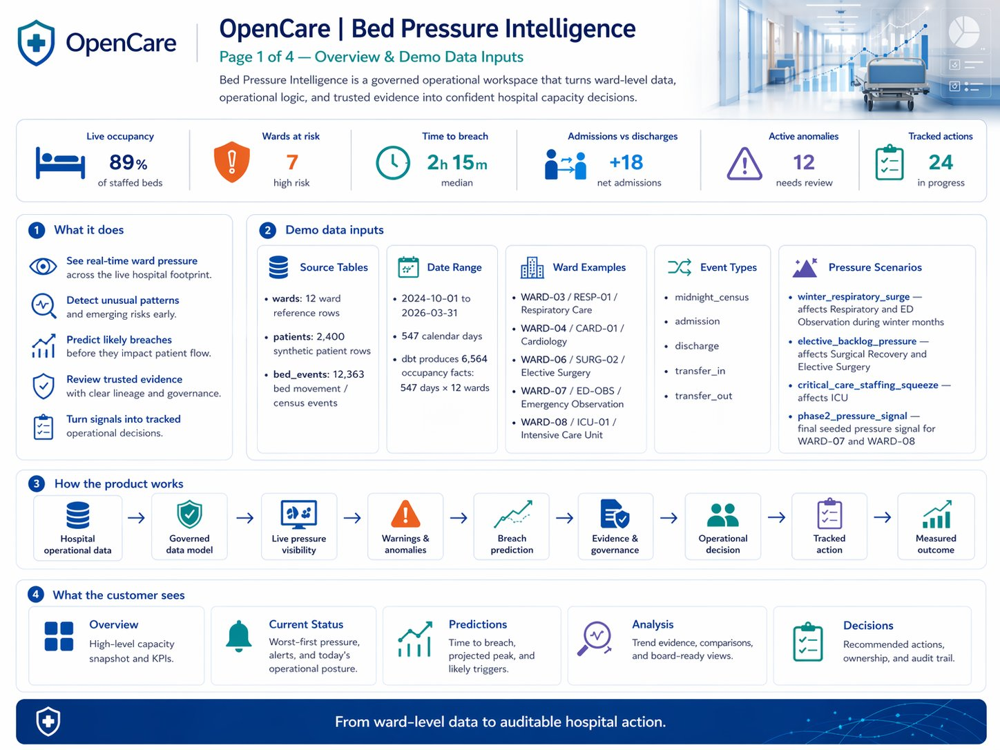 OpenCare
OpenCare | Bed Pressure Intelligence
Page 1 of 4 — Overview & Demo Data Inputs
Bed Pressure Intelligence is a governed operational workspace that turns ward-level data,
operational logic, and trusted evidence into confident hospital capacity decisions.
Live occupancy
89%
of staffed beds
Wards at risk
7
high risk
Time to breach
2h 15m
median
Admissions vs discharges
+18
net admissions
Active anomalies
12
needs review
Tracked actions
24
in progress
1 What it does
See real-time ward pressure
across the live hospital footprint.
Detect unusual patterns
and emerging risks early.
Predict likely breaches
before they impact patient flow.
Review trusted evidence
with clear lineage and governance.
Turn signals into tracked
operational decisions.
2 Demo data inputs
Source Tables
• wards: 12 ward
reference rows
• patients: 2,400
synthetic patient rows
• bed_events: 12,363
bed movement /
census events
Date Range
• 2024-10-01 to
2026-03-31
• 547 calendar days
• dbt produces 6,564
occupancy facts:
547 days × 12 wards
Ward Examples
• WARD-03 / RESP-01 /
Respiratory Care
• WARD-04 / CARD-01 /
Cardiology
• WARD-06 / SURG-02 /
Elective Surgery
• WARD-07 / ED-OBS /
Emergency Observation
• WARD-08 / ICU-01 /
Intensive Care Unit
Event Types
• midnight_census
• admission
• discharge
• transfer_in
• transfer_out
Pressure Scenarios
• winter_respiratory_surge —
affects Respiratory and ED
Observation during winter months
• elective_backlog_pressure —
affects Surgical Recovery and
Elective Surgery
• critical_care_staffing_squeeze —
affects ICU
• phase2_pressure_signal —
final seeded pressure signal for
WARD-07 and WARD-08
3 How the product works
Hospital
operational data
Governed
data model
Live pressure
visibility
Warnings &
anomalies
Breach
prediction
Evidence &
governance
Operational
decision
Tracked
action
Measured
outcome
4 What the customer sees
Overview
High-level capacity
snapshot and KPIs.
Current Status
Worst-first pressure,
alerts, and today's
operational posture.
Predictions
Time to breach,
projected peak, and
likely triggers.
Analysis
Trend evidence, comparisons,
and board-ready views.
Decisions
Recommended actions,
ownership, and audit trail.
From ward-level data to auditable hospital action.